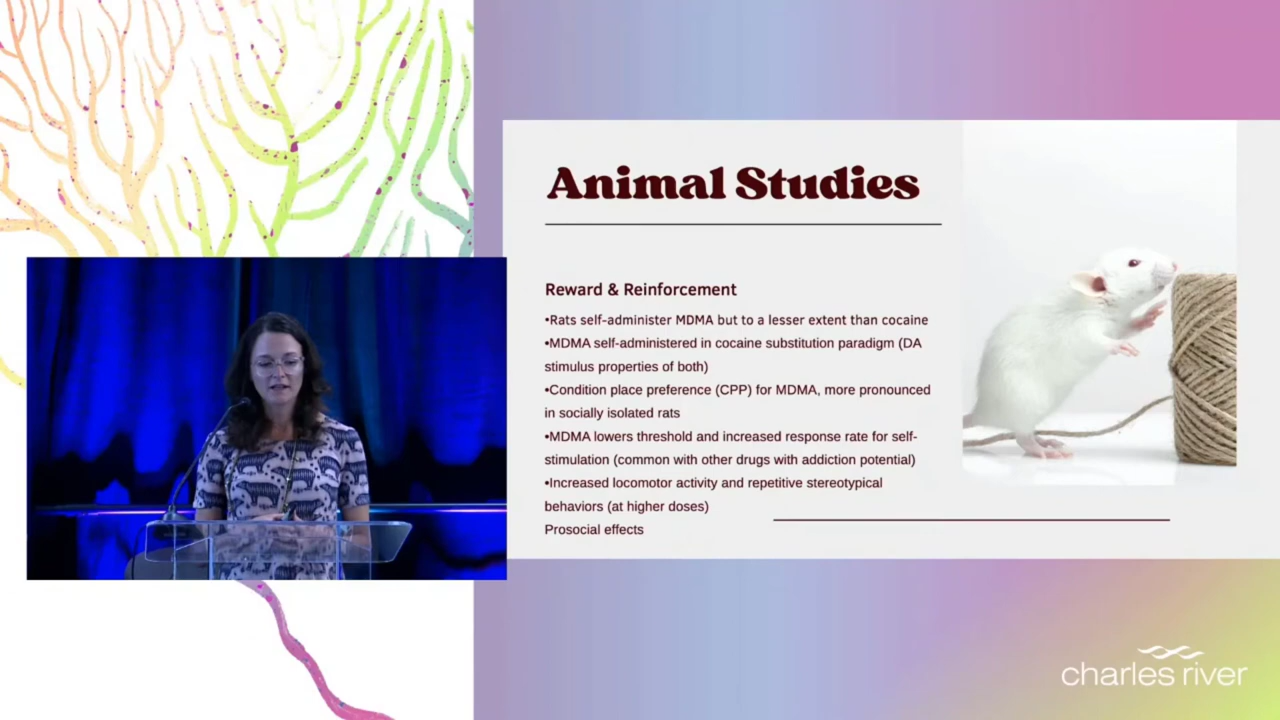 Animal Studies
Reward & Reinforcement
•Rats self-administer MDMA but to a lesser extent than cocaine
•MDMA self-administered in cocaine substitution paradigm (DA
stimulus properties of both)
•Condition place preference (CPP) for MDMA, more pronounced
in socially isolated rats
•MDMA lowers threshold and increased response rate for self-
stimulation (common with other drugs with addiction potential)
•Increased locomotor activity and repetitive stereotypical
behaviors (at higher doses)
Prosocial effects
charles river